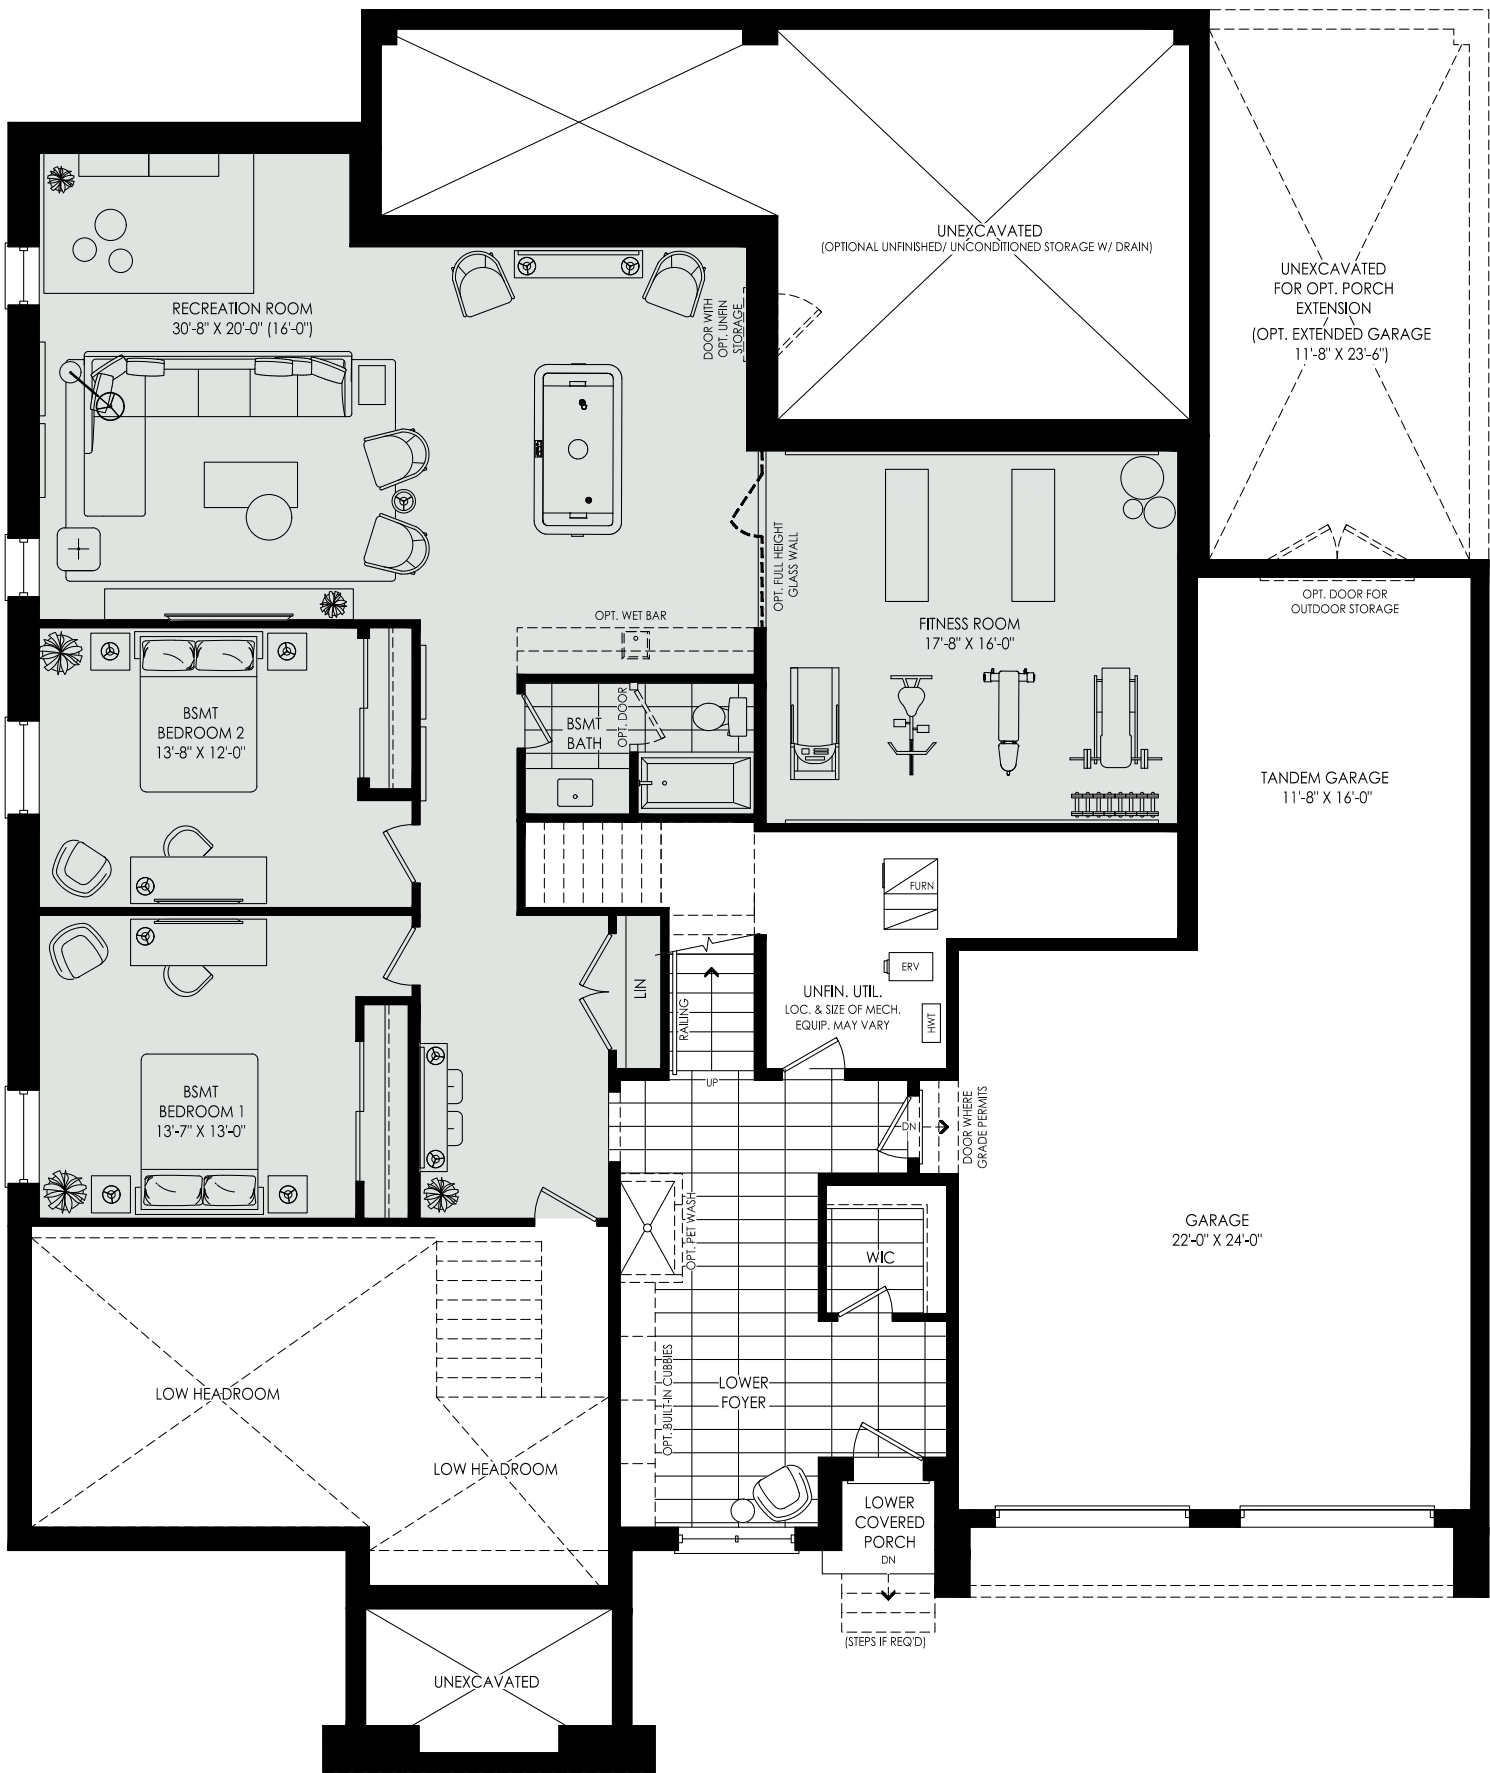 UNEXCAVATED
(OPTIONAL UNFINISHED/ UNCONDITIONED STORAGE W/ DRAIN)
UNEXCAVATED
FOR OPT. PORCH
EXTENSION
(OPT. EXTENDED GARAGE
11'-8" X 23'-6")
RECREATION ROOM
30'-8" X 20'-0" (16'-0")
DOOR WITH
OPT. UNFIN
STORAGE
OPT. FULL HEIGHT
GLASS WALL
OPT. DOOR FOR
OUTDOOR STORAGE
OPT. WET BAR
FITNESS ROOM
17'-8" X 16'-0"
BSMT
BEDROOM 2
13'-8" X 12'-0"
BSMT
BATH
OPT. DOOR
TANDEM GARAGE
11'-8" X 16'-0"
FURN
ERV
HWT
UNFIN. UTIL.
LOC. & SIZE OF MECH.
EQUIP. MAY VARY
LIN
RAILING
UP
BSMT
BEDROOM 1
13'-7" X 13'-0"
DN
DOOR WHERE
GRADE PERMITS
OPT. PET WASH
WIC
GARAGE
22'-0" X 24'-0"
LOW HEADROOM
LOW HEADROOM
OPT. BUILT-IN CUBBIES
LOWER
FOYER
LOWER
COVERED
PORCH
DN
(STEPS IF REQ'D)
UNEXCAVATED